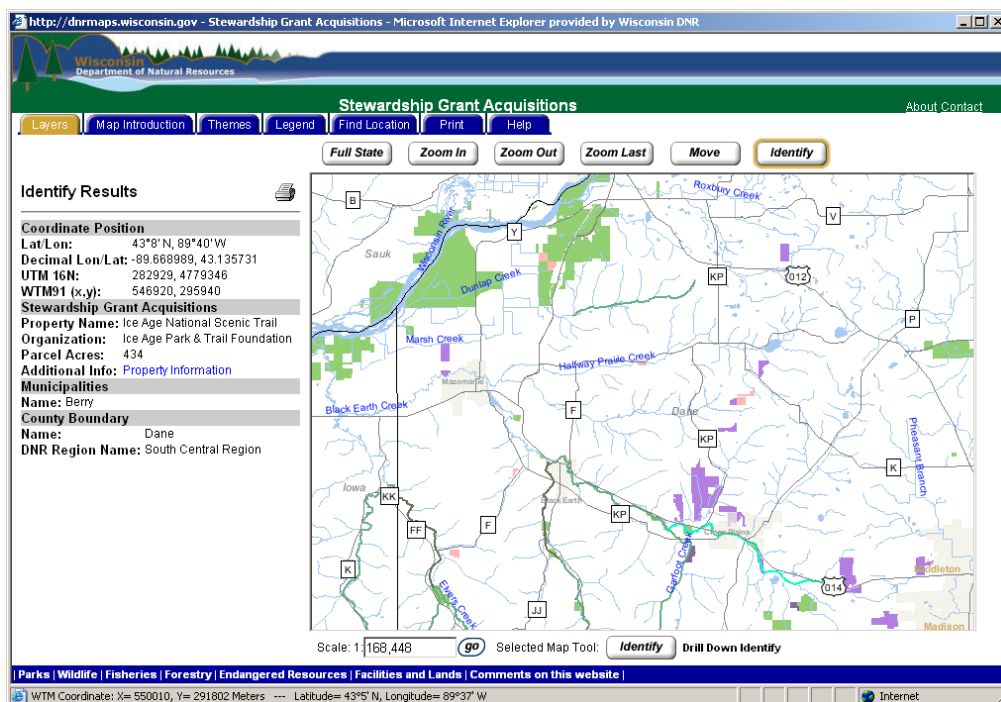 http://dnrmaps.wisconsin.gov - Stewardship Grant Acquisitions - Microsoft Internet Explorer provided by Wisconsin DNR
Wisconsin
Department of Natural Resources
Stewardship Grant Acquisitions
About Contact
Layers Map Introduction Themes Legend Find Location Print Help
Full State Zoom In Zoom Out Zoom Last Move Identify
Identify Results
Coordinate Position
Lat/Lon: 43°8' N, 89°40' W
Decimal Lon/Lat: -89.668989, 43.135731
UTM 16N: 282929, 4779346
WTM91 (x,y): 546920, 295940
Stewardship Grant Acquisitions
Property Name: Ice Age National Scenic Trail
Organization: Ice Age Park & Trail Foundation
Parcel Acres: 434
Additional Info: Property Information
Municipalities
Name: Berry
County Boundary
Name: Dane
DNR Region Name: South Central Region
Roxbury Creek
B
V
Y
Sauk
Wisconsin River
KP
012
Dunlap Creek
P
Marsh Creek
Halfway Prairie Creek
Mazomanie
Black Earth Creek
F
Dane
KP
Pheasant Branch
K
Iowa
KK
Black Earth
KP
F
FF
Cross Plains
Garfoot Creek
K
Elvers Creek
Middleton
014
JJ
Madison
Scale: 1: 168,448 go Selected Map Tool: Identify Drill Down Identify
Parks | Wildlife | Fisheries | Forestry | Endangered Resources | Facilities and Lands | Comments on this website |
WTM Coordinate: X= 550010, Y= 291802 Meters --- Latitude= 43°5' N, Longitude= 89°37' W
Internet